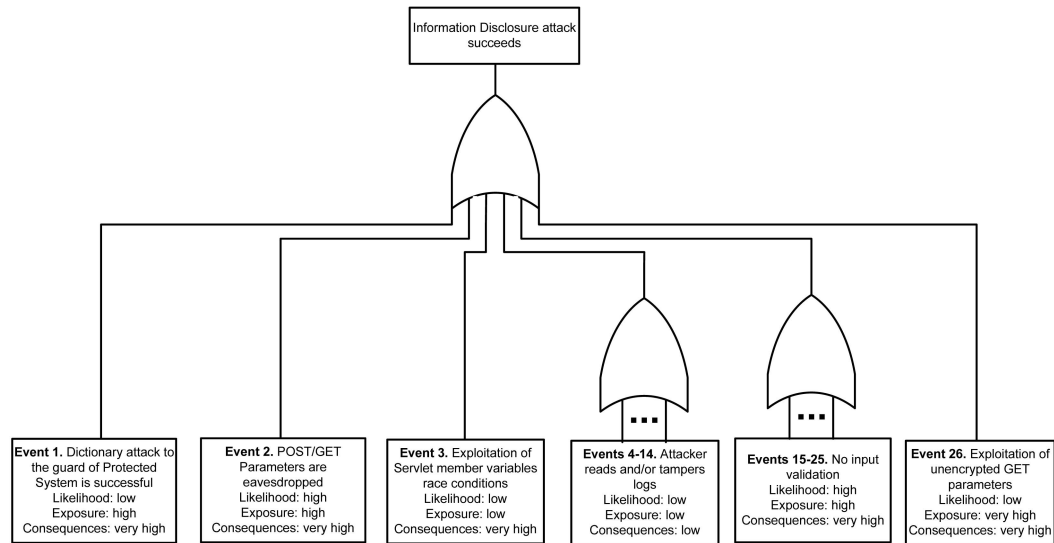 Information Disclosure attack
succeeds
Event 1. Dictionary attack to
the guard of Protected
System is successful
Likelihood: low
Exposure: high
Consequences: very high
Event 2. POST/GET
Parameters are
eavesdropped
Likelihood: high
Exposure: high
Consequences: very high
Event 3. Exploitation of
Servlet member variables
race conditions
Likelihood: low
Exposure: low
Consequences: very high
Events 4-14. Attacker
reads and/or tampers
logs
Likelihood: low
Exposure: low
Consequences: low
Events 15-25. No input
validation
Likelihood: high
Exposure: high
Consequences: very high
Event 26. Exploitation of
unencrypted GET
parameters
Likelihood: low
Exposure: very high
Consequences: very high